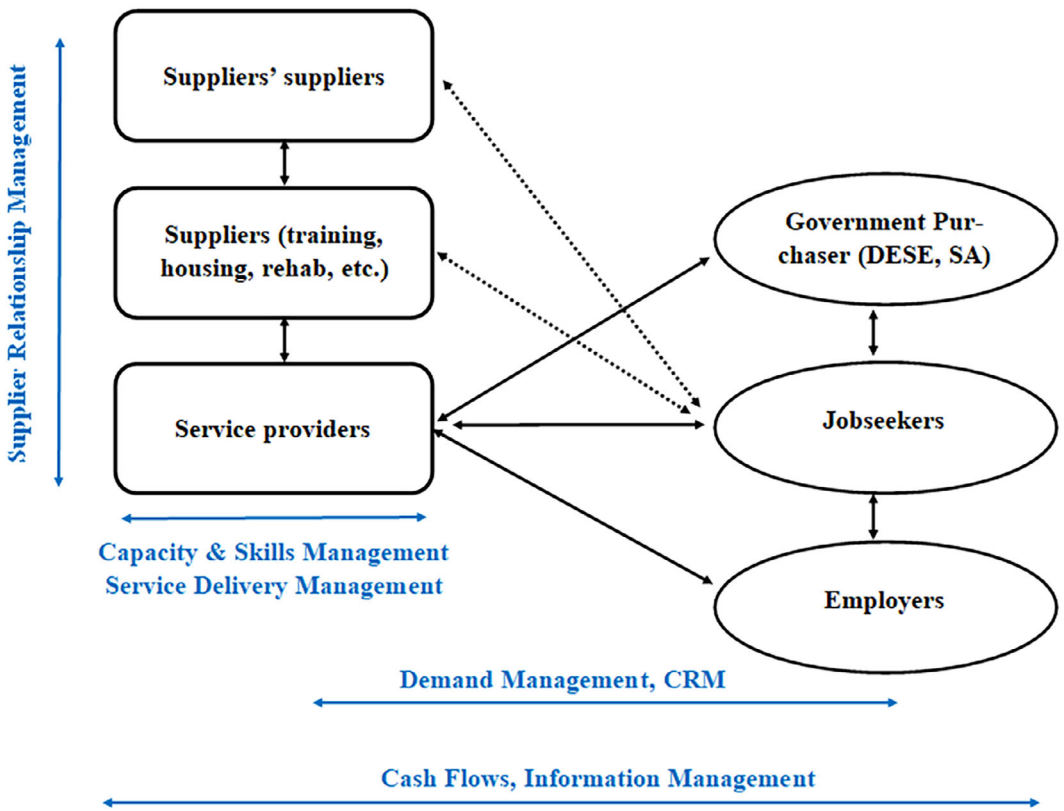 Supplier Relationship Management
Suppliers’ suppliers
Suppliers (training,
housing, rehab, etc.)
Service providers
Government Pur-
chaser (DESE, SA)
Jobseekers
Employers
Capacity & Skills Management
Service Delivery Management
Demand Management, CRM
Cash Flows, Information Management